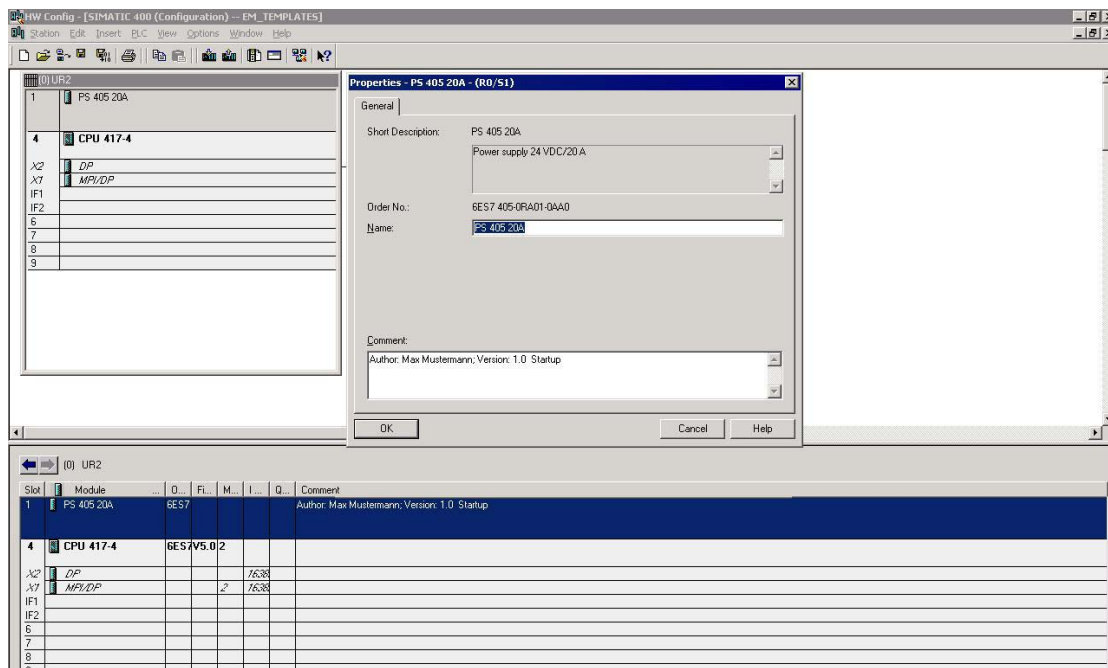 HW Config - [SIMATIC 400 (Configuration) -- EM_TEMPLATES]
Station Edit Insert PLC View Options Window Help
(0) UR2
1 PS 405 20A
4 CPU 417-4
X2 DP
X1 MPI/DP
IF1
IF2
6
7
8
9
Properties - PS 405 20A - (R0/S1)
General
Short Description: PS 405 20A
Power supply 24 VDC/20 A
Order No.: 6ES7 405-0RA01-0AA0
Name: PS 405 20A
Comment:
Author: Max Mustermann; Version: 1.0 Startup
OK Cancel Help
(0) UR2
Slot Module ... O... Fi... M... I ... Q... Comment
1 PS 405 20A 6ES7 Author: Max Mustermann; Version: 1.0 Startup
4 CPU 417-4 6ES7 V5.0 2
X2 DP 1638
X1 MPI/DP 2 1638
IF1
IF2
6
7
8